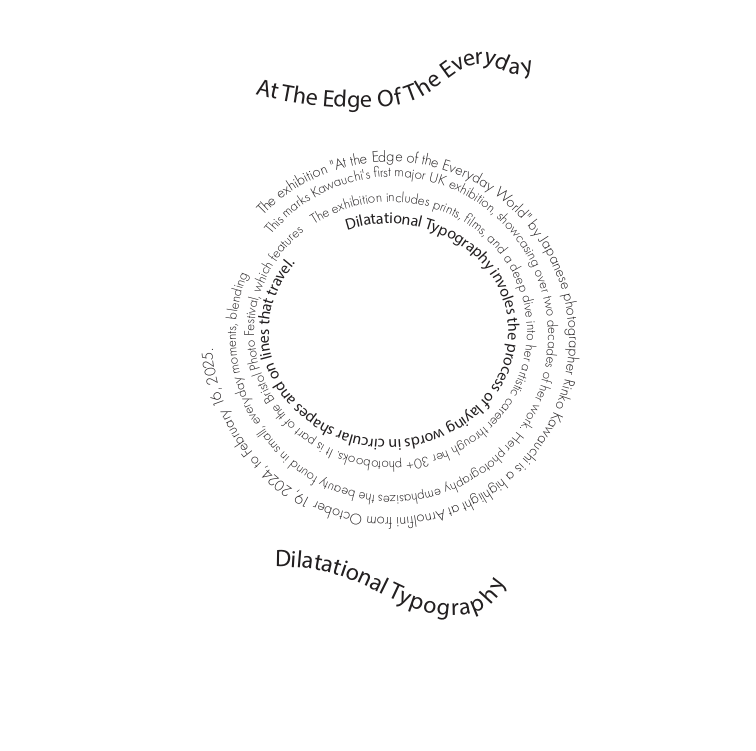 At The Edge Of The Everyday
The exhibition "At the Edge of the Everyday World" by Japanese photographer Rinko Kawauchi is a highlight at Arnolfini from October 19, 2024, to February 16, 2025.
This marks Kawauchi's first major UK exhibition, showcasing over two decades of her work. Her photography emphasizes the beauty found in small, everyday moments, blending
The exhibition includes prints, films, and a deep dive into her artistic career through her 30+ photobooks. It is part of the Bristol Photo Festival, which features
Dilatational Typography involes the process of laying words in circular shapes and on lines that travel.
Dilatational Typography